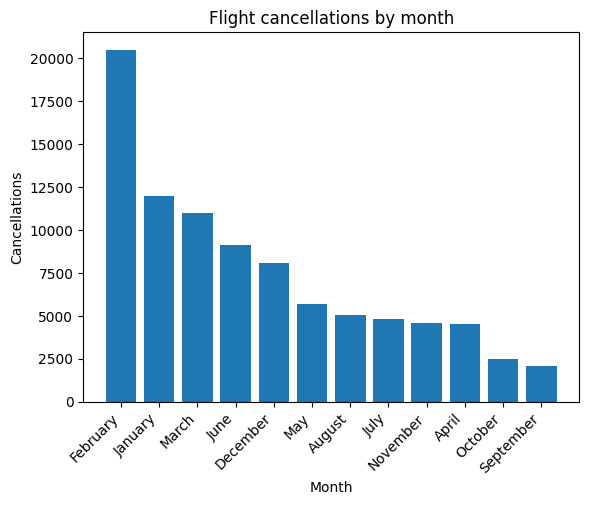 Flight cancellations by month
Cancellations
20000
17500
15000
12500
10000
7500
5000
2500
0
February
January
March
June
December
May
August
July
November
April
October
September
Month